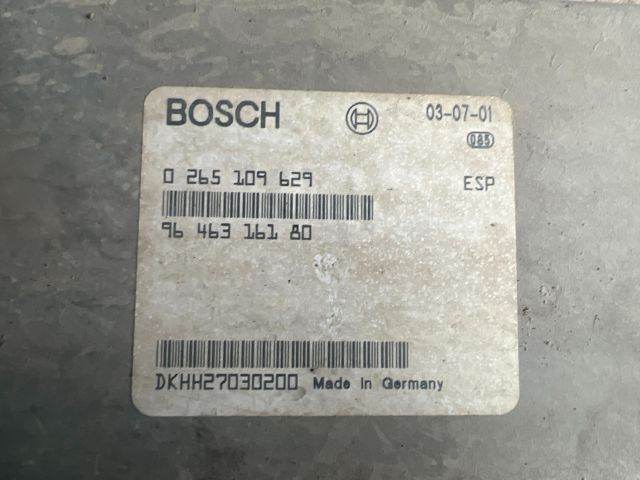 BOSCH 03-07-01
085
0 265 109 629 ESP
96 463 161 80
DKHH27030200 Made in Germany